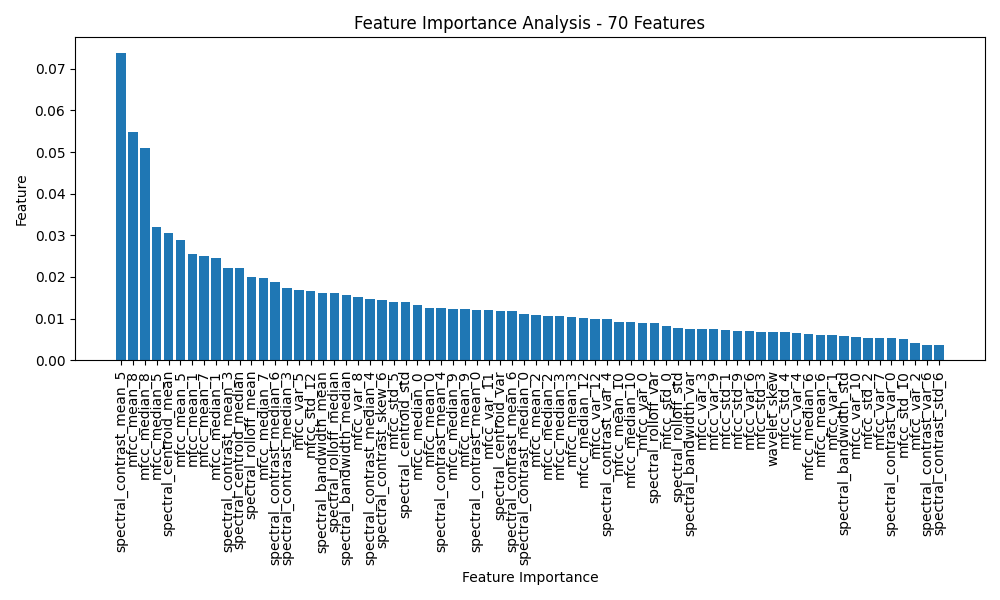 Feature Importance Analysis - 70 Features
Feature
0.07
0.06
0.05
0.04
0.03
0.02
0.01
0.00
spectral_contrast_mean_5
mfcc_mean_8
mfcc_median_8
mfcc_median_5
spectral_centroid_mean
mfcc_mean_5
mfcc_mean_1
mfcc_mean_7
mfcc_median_1
spectral_contrast_mean_3
spectral_centroid_median
spectral_rolloff_mean
mfcc_median_7
spectral_contrast_median_6
spectral_contrast_median_3
mfcc_var_5
mfcc_std_12
spectral_bandwidth_mean
spectral_rolloff_median
spectral_bandwidth_median
mfcc_var_8
spectral_contrast_median_4
spectral_contrast_skew_6
mfcc_std_5
spectral_centroid_std
mfcc_median_0
mfcc_mean_0
spectral_contrast_mean_4
mfcc_median_9
mfcc_mean_9
spectral_contrast_mean_0
mfcc_var_11
spectral_centroid_var
spectral_contrast_mean_6
spectral_contrast_median_0
mfcc_mean_2
mfcc_median_2
mfcc_median_3
mfcc_mean_3
mfcc_median_12
mfcc_var_12
spectral_contrast_var_4
mfcc_mean_10
mfcc_median_10
mfcc_var_0
spectral_rolloff_var
mfcc_std_0
spectral_rolloff_std
spectral_bandwidth_var
mfcc_var_3
mfcc_var_9
mfcc_std_1
mfcc_std_9
mfcc_var_6
mfcc_std_3
wavelet_skew
mfcc_std_4
mfcc_var_4
mfcc_median_6
mfcc_mean_6
mfcc_var_1
spectral_bandwidth_std
mfcc_var_10
mfcc_std_2
mfcc_var_7
spectral_contrast_var_0
mfcc_std_10
mfcc_var_2
spectral_contrast_var_6
spectral_contrast_std_6
Feature Importance